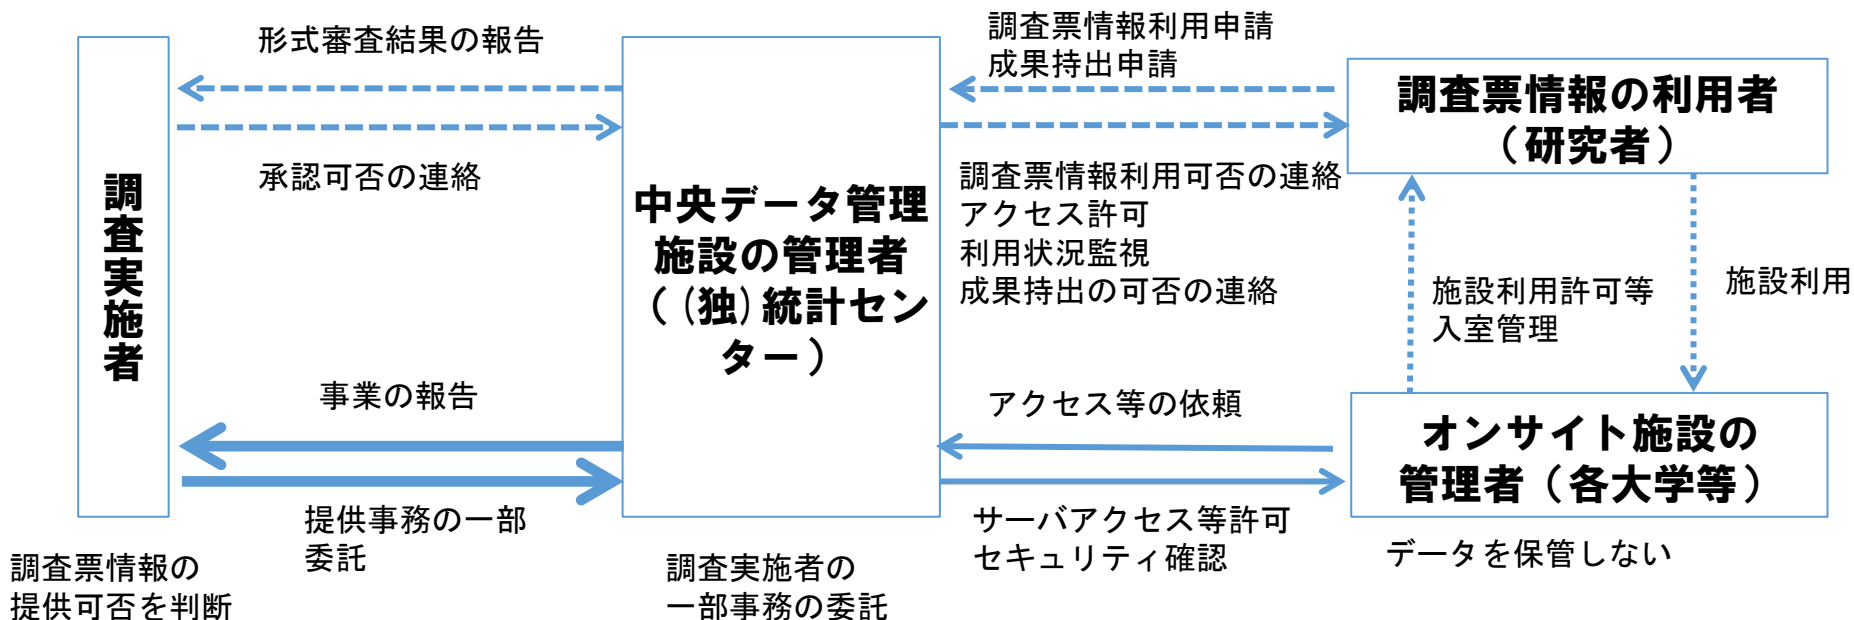 形式審査結果の報告
承認可否の連絡
調査実施者
事業の報告
提供事務の一部
委託
調査票情報の
提供可否を判断
中央データ管理
施設の管理者
（(独)統計セン
ター）
調査実施者の
一部事務の委託
調査票情報利用申請
成果持出申請
調査票情報利用可否の連絡
アクセス許可
利用状況監視
成果持出の可否の連絡
アクセス等の依頼
サーバアクセス等許可
セキュリティ確認
調査票情報の利用者
（研究者）
施設利用許可等
入室管理
施設利用
オンサイト施設の
管理者（各大学等）
データを保管しない